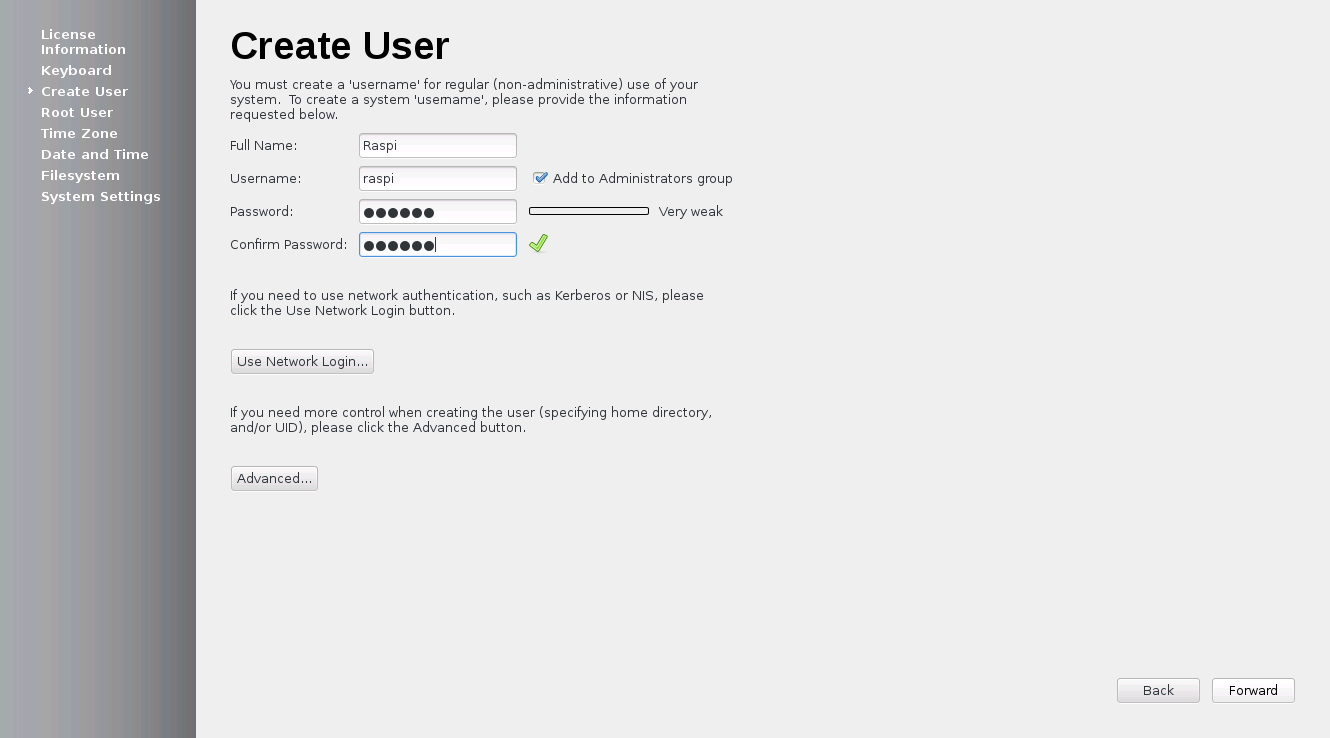 License
Information
Keyboard
Create User
Root User
Time Zone
Date and Time
Filesystem
System Settings
Create User
You must create a 'username' for regular (non-administrative) use of your
system.  To create a system 'username', please provide the information
requested below.
Full Name: Raspi
Username: raspi Add to Administrators group
Password: ●●●●●● Very weak
Confirm Password: ●●●●●●
If you need to use network authentication, such as Kerberos or NIS, please
click the Use Network Login button.
Use Network Login...
If you need more control when creating the user (specifying home directory,
and/or UID), please click the Advanced button.
Advanced...
Back Forward